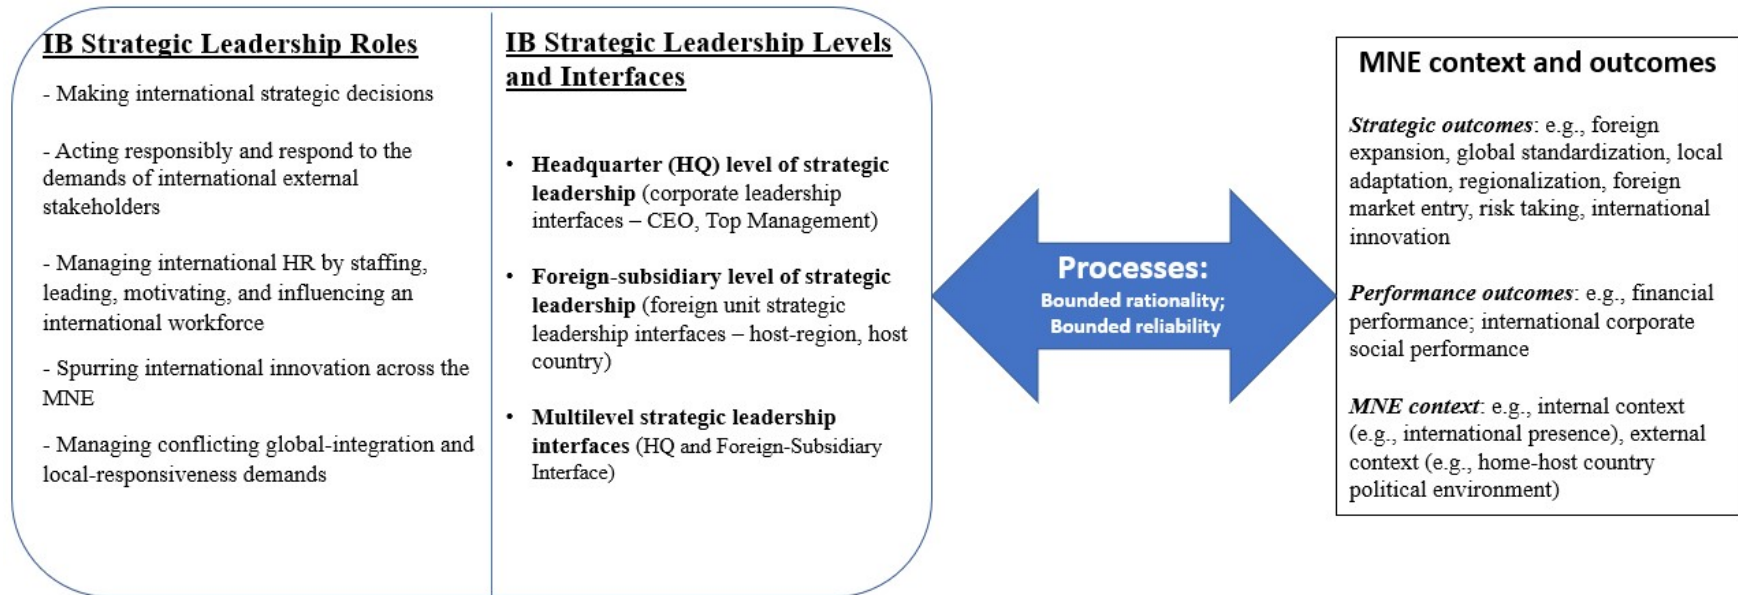 IB Strategic Leadership Roles
- Making international strategic decisions
- Acting responsibly and respond to the
demands of international external
stakeholders
- Managing international HR by staffing,
leading, motivating, and influencing an
international workforce
- Spurring international innovation across the
MNE
- Managing conflicting global-integration and
local-responsiveness demands
IB Strategic Leadership Levels
and Interfaces
• Headquarter (HQ) level of strategic
leadership (corporate leadership
interfaces – CEO, Top Management)
• Foreign-subsidiary level of strategic
leadership (foreign unit strategic
leadership interfaces – host-region, host
country)
• Multilevel strategic leadership
interfaces (HQ and Foreign-Subsidiary
Interface)
Processes:
Bounded rationality;
Bounded reliability
MNE context and outcomes
Strategic outcomes: e.g., foreign
expansion, global standardization, local
adaptation, regionalization, foreign
market entry, risk taking, international
innovation
Performance outcomes: e.g., financial
performance; international corporate
social performance
MNE context: e.g., internal context
(e.g., international presence), external
context (e.g., home-host country
political environment)